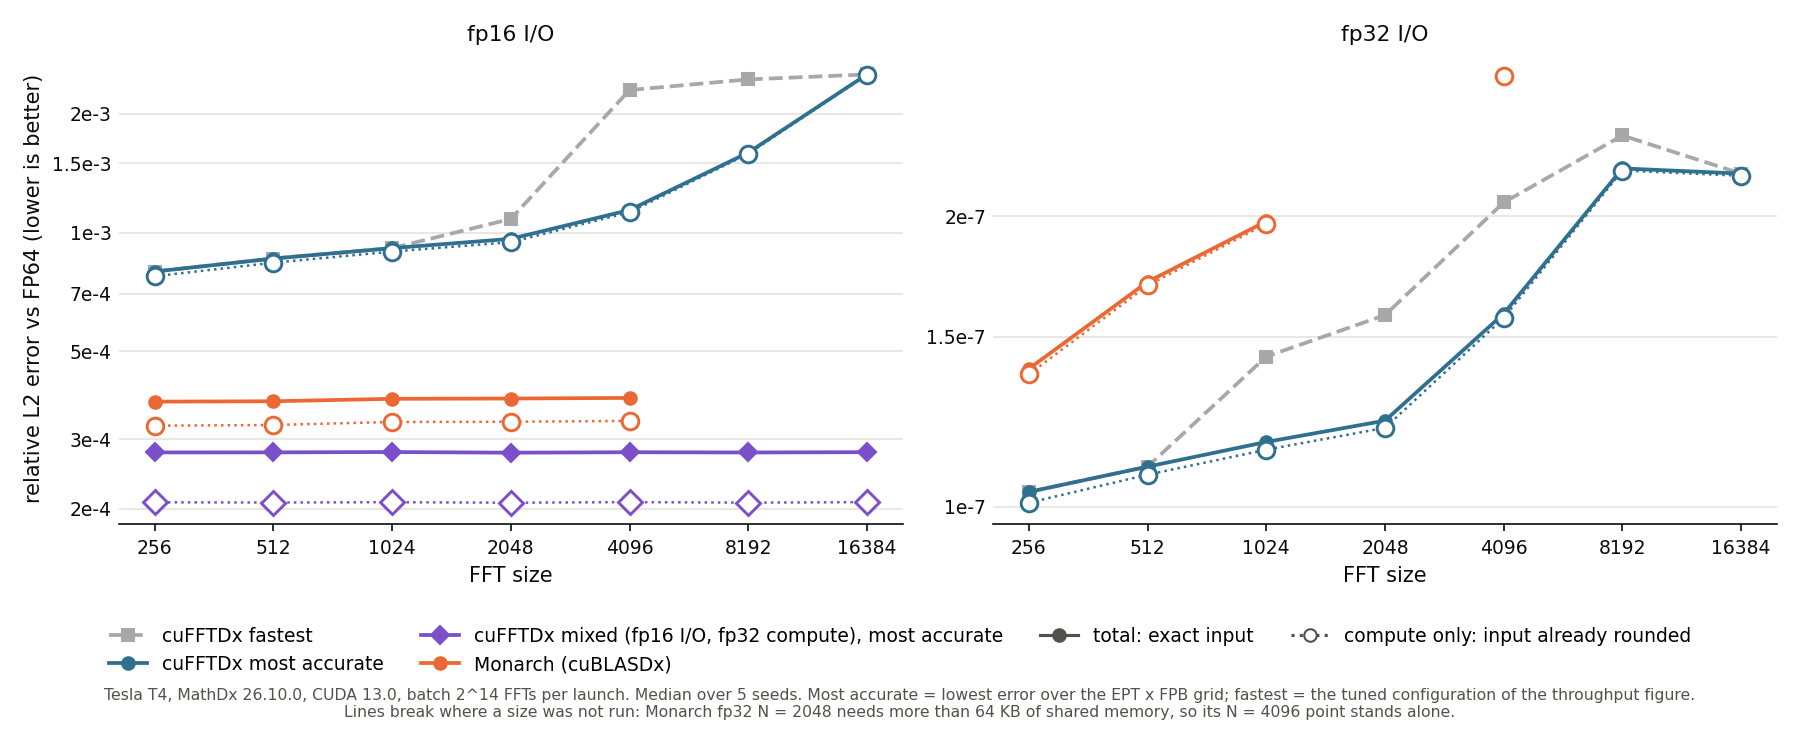 fp16 I/O
fp32 I/O
relative L2 error vs FP64 (lower is better)
2e-3
1.5e-3
1e-3
7e-4
5e-4
3e-4
2e-4
256 512 1024 2048 4096 8192 16384
FFT size
2e-7
1.5e-7
1e-7
256 512 1024 2048 4096 8192 16384
FFT size
cuFFTDx fastest
cuFFTDx most accurate
cuFFTDx mixed (fp16 I/O, fp32 compute), most accurate
Monarch (cuBLASDx)
total: exact input
compute only: input already rounded
Tesla T4, MathDx 26.10.0, CUDA 13.0, batch 2^14 FFTs per launch. Median over 5 seeds. Most accurate = lowest error over the EPT x FPB grid; fastest = the tuned configuration of the throughput figure.
Lines break where a size was not run: Monarch fp32 N = 2048 needs more than 64 KB of shared memory, so its N = 4096 point stands alone.